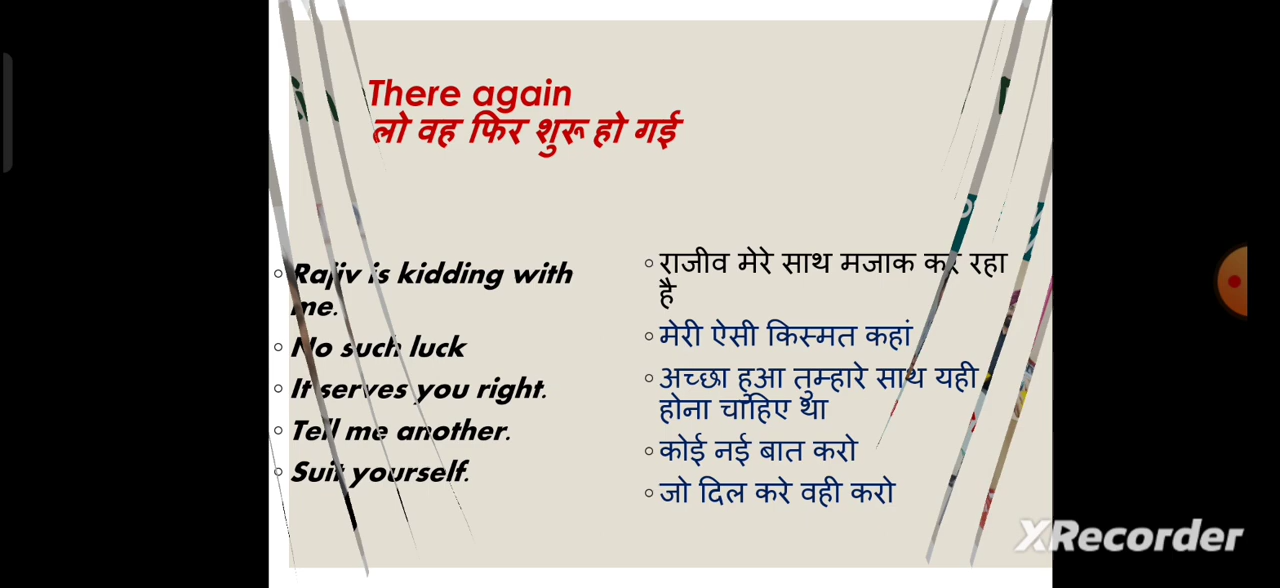 There again
लो वह फिर शुरू हो गई
Rajiv is kidding with
me.
No such luck
It serves you right.
Tell me another.
Suit yourself.
राजीव मेरे साथ मजाक कर रहा
है
मेरी ऐसी किस्मत कहां
अच्छा हुआ तुम्हारे साथ यही
होना चाहिए था
कोई नई बात करो
जो दिल करे वही करो
XRecorder